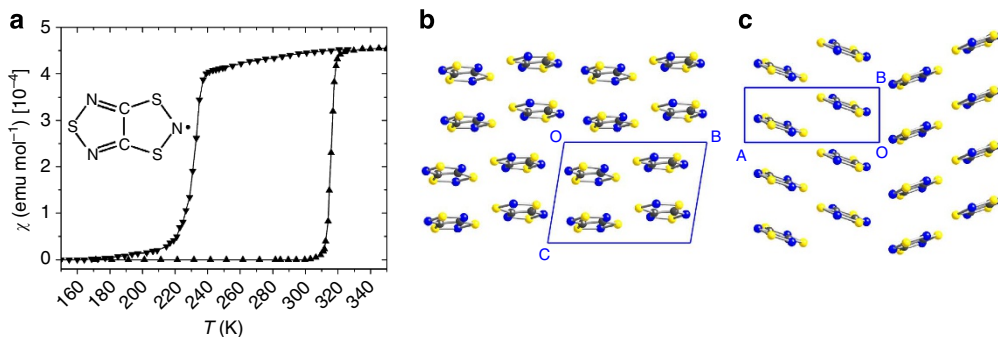 a
b
c
χ (emu mol⁻¹) [10⁻⁴]
5
4
3
2
1
0
N
S
S
N•
N
S
160
180
200
220
240
260
280
300
320
340
T (K)
O
B
C
B
A
O